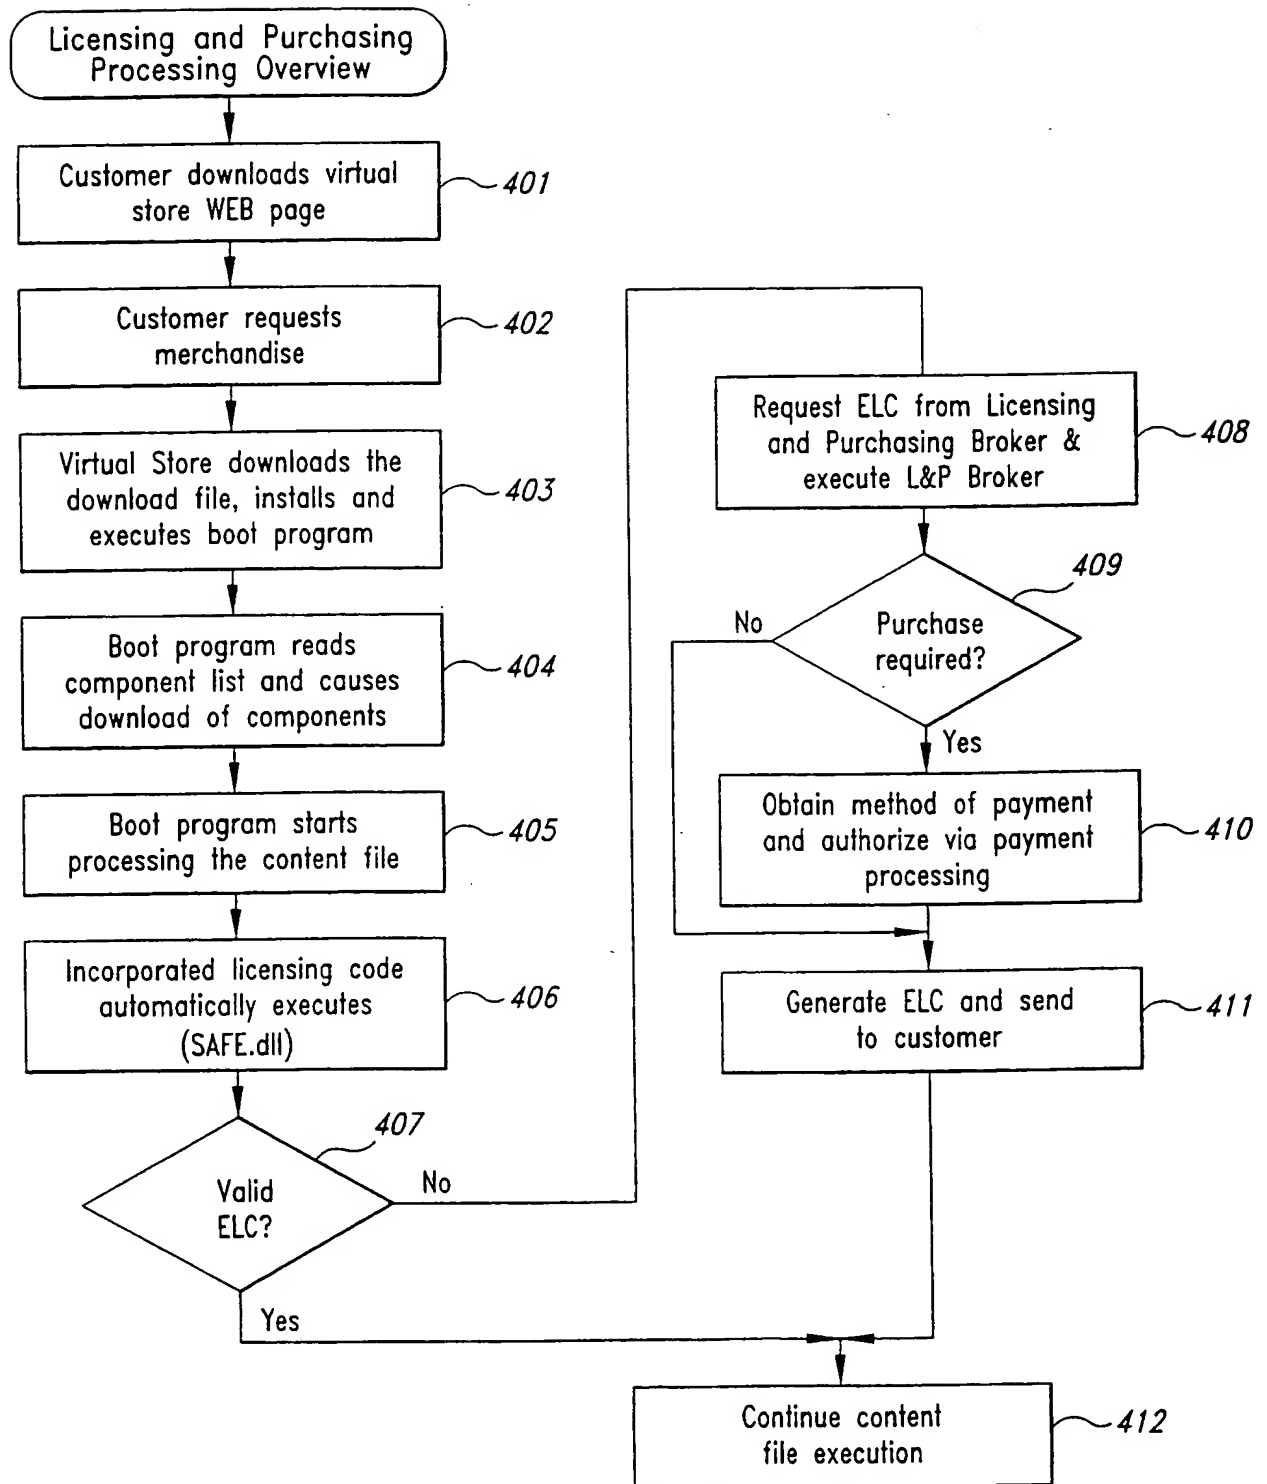 Licensing and Purchasing
Processing Overview
Customer downloads virtual
store WEB page
401
Customer requests
merchandise
402
Virtual Store downloads the
download file, installs and
executes boot program
403
Boot program reads
component list and causes
download of components
404
Boot program starts
processing the content file
405
Incorporated licensing code
automatically executes
(SAFE.dll)
406
407
Valid
ELC?
No
Yes
Request ELC from Licensing
and Purchasing Broker &
execute L&P Broker
408
409
Purchase
required?
No
Yes
Obtain method of payment
and authorize via payment
processing
410
Generate ELC and send
to customer
411
Continue content
file execution
412